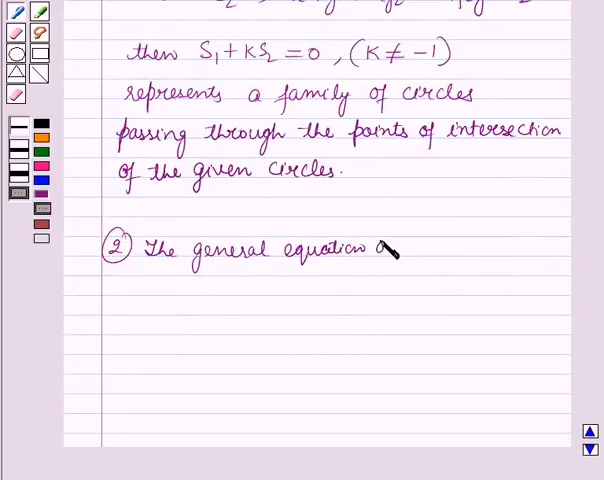 then S₁ + KS₂ = 0, (K ≠ -1)
represents a family of circles
passing through the points of intersection
of the given circles.
2 The general equation o